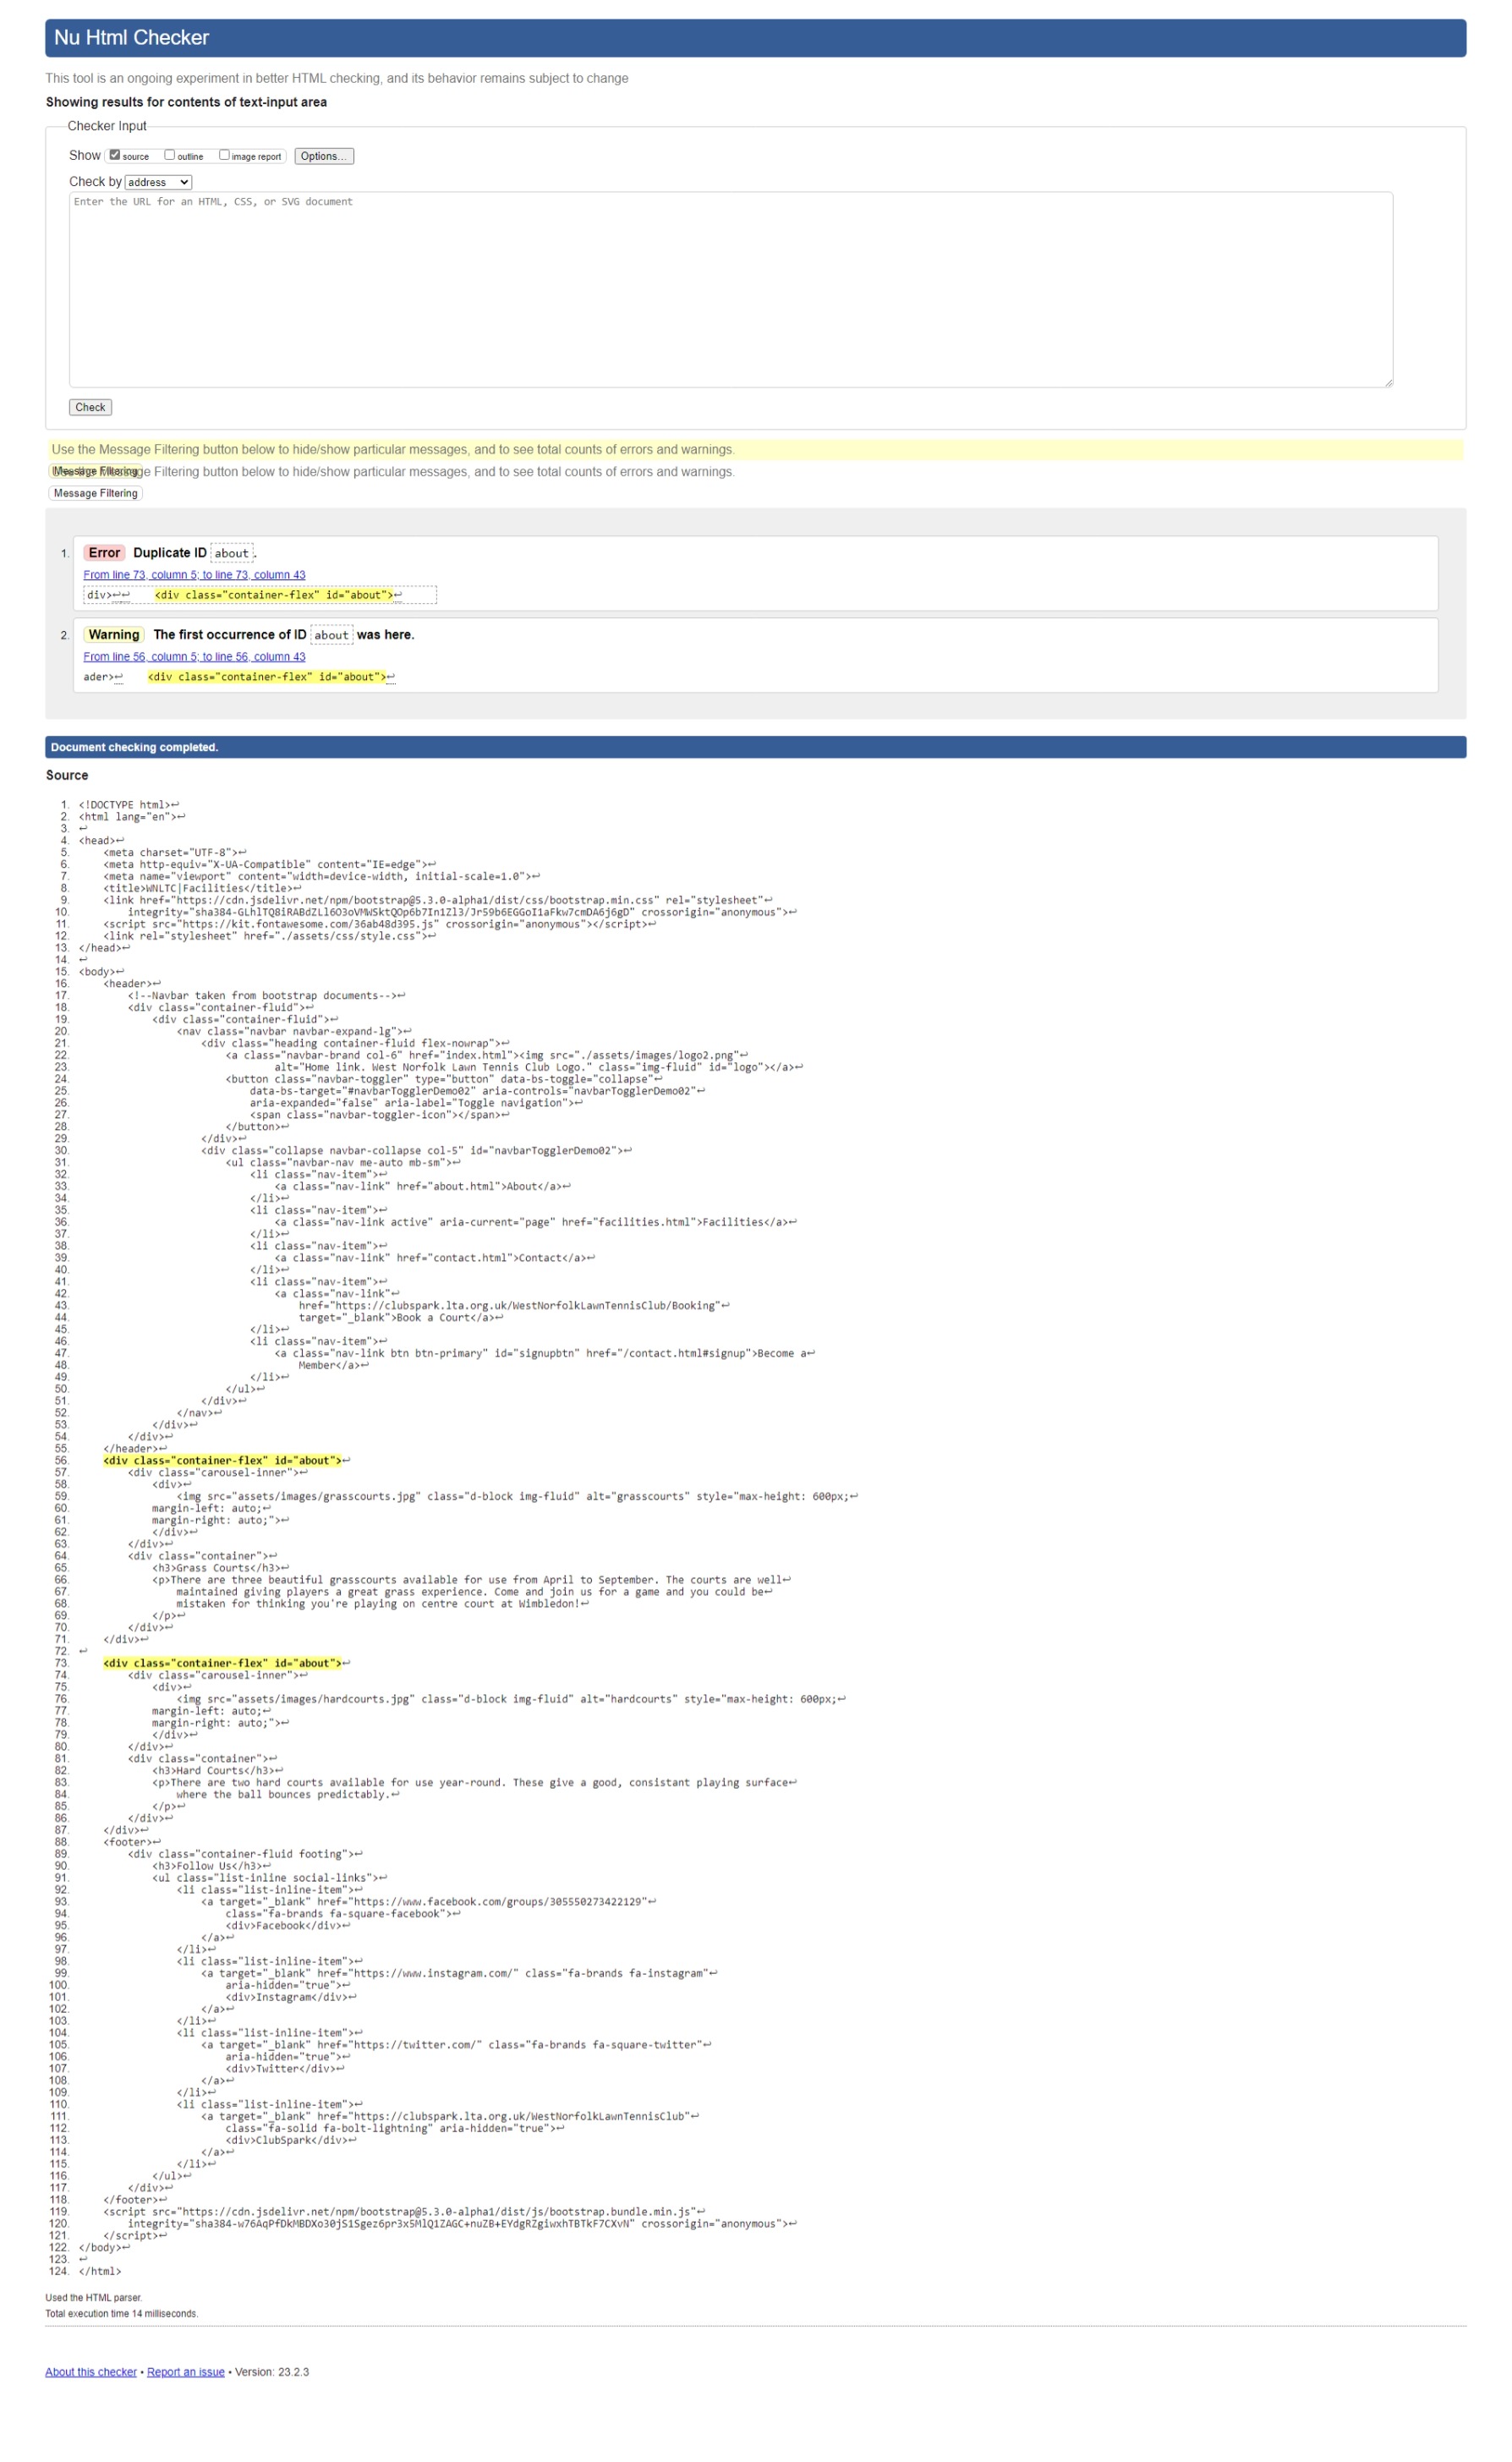 Nu Html Checker
This tool is an ongoing experiment in better HTML checking, and its behavior remains subject to change
Showing results for contents of text-input area
Checker Input
Show source outline image report Options...
Check by address
Enter the URL for an HTML, CSS, or SVG document
Check
Use the Message Filtering button below to hide/show particular messages, and to see total counts of errors and warnings.
Use the Message Filtering button below to hide/show particular messages, and to see total counts of errors and warnings.
Message Filtering
Message Filtering
1. Error Duplicate ID about.
From line 73, column 5; to line 73, column 43
div>↩↩    <div class="container-flex" id="about">↩
2. Warning The first occurrence of ID about was here.
From line 56, column 5; to line 56, column 43
ader>↩    <div class="container-flex" id="about">↩
Document checking completed.
Source
1. <!DOCTYPE html>↩
2. <html lang="en">↩
3. ↩
4. <head>↩
5. <meta charset="UTF-8">↩
6. <meta http-equiv="X-UA-Compatible" content="IE=edge">↩
7. <meta name="viewport" content="width=device-width, initial-scale=1.0">↩
8. <title>WNLTC|Facilities</title>↩
9. <link href="https://cdn.jsdelivr.net/npm/bootstrap@5.3.0-alpha1/dist/css/bootstrap.min.css" rel="stylesheet"↩
10. integrity="sha384-GLhlTQ8iRABdZLl6O3oVMWSktQOp6b7In1Zl3/Jr59b6EGGoI1aFkw7cmDA6j6gD" crossorigin="anonymous">↩
11. <script src="https://kit.fontawesome.com/36ab48d395.js" crossorigin="anonymous"></script>↩
12. <link rel="stylesheet" href="./assets/css/style.css">↩
13. </head>↩
14. ↩
15. <body>↩
16. <header>↩
17. <!--Navbar taken from bootstrap documents-->↩
18. <div class="container-fluid">↩
19. <div class="container-fluid">↩
20. <nav class="navbar navbar-expand-lg">↩
21. <div class="heading container-fluid flex-nowrap">↩
22. <a class="navbar-brand col-6" href="index.html"><img src="./assets/images/logo2.png"↩
23. alt="Home link. West Norfolk Lawn Tennis Club Logo." class="img-fluid" id="logo"></a>↩
24. <button class="navbar-toggler" type="button" data-bs-toggle="collapse"↩
25. data-bs-target="#navbarTogglerDemo02" aria-controls="navbarTogglerDemo02"↩
26. aria-expanded="false" aria-label="Toggle navigation">↩
27. <span class="navbar-toggler-icon"></span>↩
28. </button>↩
29. </div>↩
30. <div class="collapse navbar-collapse col-5" id="navbarTogglerDemo02">↩
31. <ul class="navbar-nav me-auto mb-sm">↩
32. <li class="nav-item">↩
33. <a class="nav-link" href="about.html">About</a>↩
34. </li>↩
35. <li class="nav-item">↩
36. <a class="nav-link active" aria-current="page" href="facilities.html">Facilities</a>↩
37. </li>↩
38. <li class="nav-item">↩
39. <a class="nav-link" href="contact.html">Contact</a>↩
40. </li>↩
41. <li class="nav-item">↩
42. <a class="nav-link"↩
43. href="https://clubspark.lta.org.uk/WestNorfolkLawnTennisClub/Booking"↩
44. target="_blank">Book a Court</a>↩
45. </li>↩
46. <li class="nav-item">↩
47. <a class="nav-link btn btn-primary" id="signupbtn" href="/contact.html#signup">Become a↩
48. Member</a>↩
49. </li>↩
50. </ul>↩
51. </div>↩
52. </nav>↩
53. </div>↩
54. </div>↩
55. </header>↩
56. <div class="container-flex" id="about">↩
57. <div class="carousel-inner">↩
58. <div>↩
59. <img src="assets/images/grasscourts.jpg" class="d-block img-fluid" alt="grasscourts" style="max-height: 600px;↩
60. margin-left: auto;↩
61. margin-right: auto;">↩
62. </div>↩
63. </div>↩
64. <div class="container">↩
65. <h3>Grass Courts</h3>↩
66. <p>There are three beautiful grasscourts available for use from April to September. The courts are well↩
67. maintained giving players a great grass experience. Come and join us for a game and you could be↩
68. mistaken for thinking you're playing on centre court at Wimbledon!↩
69. </p>↩
70. </div>↩
71. </div>↩
72. ↩
73. <div class="container-flex" id="about">↩
74. <div class="carousel-inner">↩
75. <div>↩
76. <img src="assets/images/hardcourts.jpg" class="d-block img-fluid" alt="hardcourts" style="max-height: 600px;↩
77. margin-left: auto;↩
78. margin-right: auto;">↩
79. </div>↩
80. </div>↩
81. <div class="container">↩
82. <h3>Hard Courts</h3>↩
83. <p>There are two hard courts available for use year-round. These give a good, consistant playing surface↩
84. where the ball bounces predictably.↩
85. </p>↩
86. </div>↩
87. </div>↩
88. <footer>↩
89. <div class="container-fluid footing">↩
90. <h3>Follow Us</h3>↩
91. <ul class="list-inline social-links">↩
92. <li class="list-inline-item">↩
93. <a target="_blank" href="https://www.facebook.com/groups/305550273422129"↩
94. class="fa-brands fa-square-facebook">↩
95. <div>Facebook</div>↩
96. </a>↩
97. </li>↩
98. <li class="list-inline-item">↩
99. <a target="_blank" href="https://www.instagram.com/" class="fa-brands fa-instagram"↩
100. aria-hidden="true">↩
101. <div>Instagram</div>↩
102. </a>↩
103. </li>↩
104. <li class="list-inline-item">↩
105. <a target="_blank" href="https://twitter.com/" class="fa-brands fa-square-twitter"↩
106. aria-hidden="true">↩
107. <div>Twitter</div>↩
108. </a>↩
109. </li>↩
110. <li class="list-inline-item">↩
111. <a target="_blank" href="https://clubspark.lta.org.uk/WestNorfolkLawnTennisClub"↩
112. class="fa-solid fa-bolt-lightning" aria-hidden="true">↩
113. <div>ClubSpark</div>↩
114. </a>↩
115. </li>↩
116. </ul>↩
117. </div>↩
118. </footer>↩
119. <script src="https://cdn.jsdelivr.net/npm/bootstrap@5.3.0-alpha1/dist/js/bootstrap.bundle.min.js"↩
120. integrity="sha384-w76AqPfDkMBDXo30jS1Sgez6pr3x5MlQ1ZAGC+nuZB+EYdgRZgiwxhTBTkF7CXvN" crossorigin="anonymous">↩
121. </script>↩
122. </body>↩
123. ↩
124. </html>
Used the HTML parser.
Total execution time 14 milliseconds.
About this checker • Report an issue • Version: 23.2.3